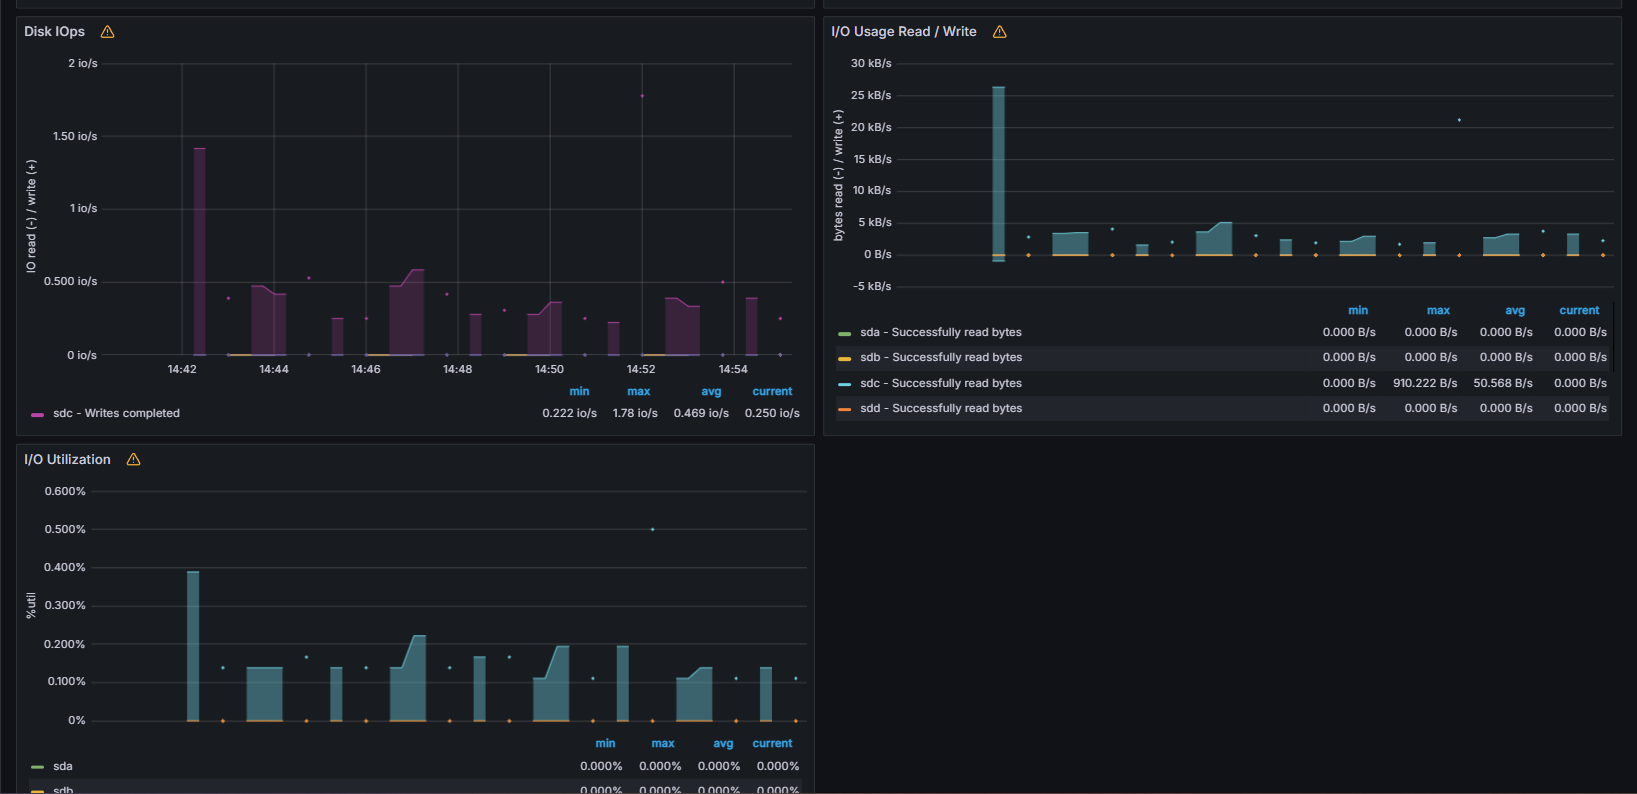 Disk IOps
IO read (-) / write (+)
2 io/s
1.50 io/s
1 io/s
0.500 io/s
0 io/s
14:42 14:44 14:46 14:48 14:50 14:52 14:54
min max avg current
sdc - Writes completed 0.222 io/s 1.78 io/s 0.469 io/s 0.250 io/s
I/O Usage Read / Write
bytes read (-) / write (+)
30 kB/s
25 kB/s
20 kB/s
15 kB/s
10 kB/s
5 kB/s
0 B/s
-5 kB/s
min max avg current
sda - Successfully read bytes 0.000 B/s 0.000 B/s 0.000 B/s 0.000 B/s
sdb - Successfully read bytes 0.000 B/s 0.000 B/s 0.000 B/s 0.000 B/s
sdc - Successfully read bytes 0.000 B/s 910.222 B/s 50.568 B/s 0.000 B/s
sdd - Successfully read bytes 0.000 B/s 0.000 B/s 0.000 B/s 0.000 B/s
I/O Utilization
%util
0.600%
0.500%
0.400%
0.300%
0.200%
0.100%
0%
min max avg current
sda 0.000% 0.000% 0.000% 0.000%
sdb 0.000% 0.000% 0.000% 0.000%